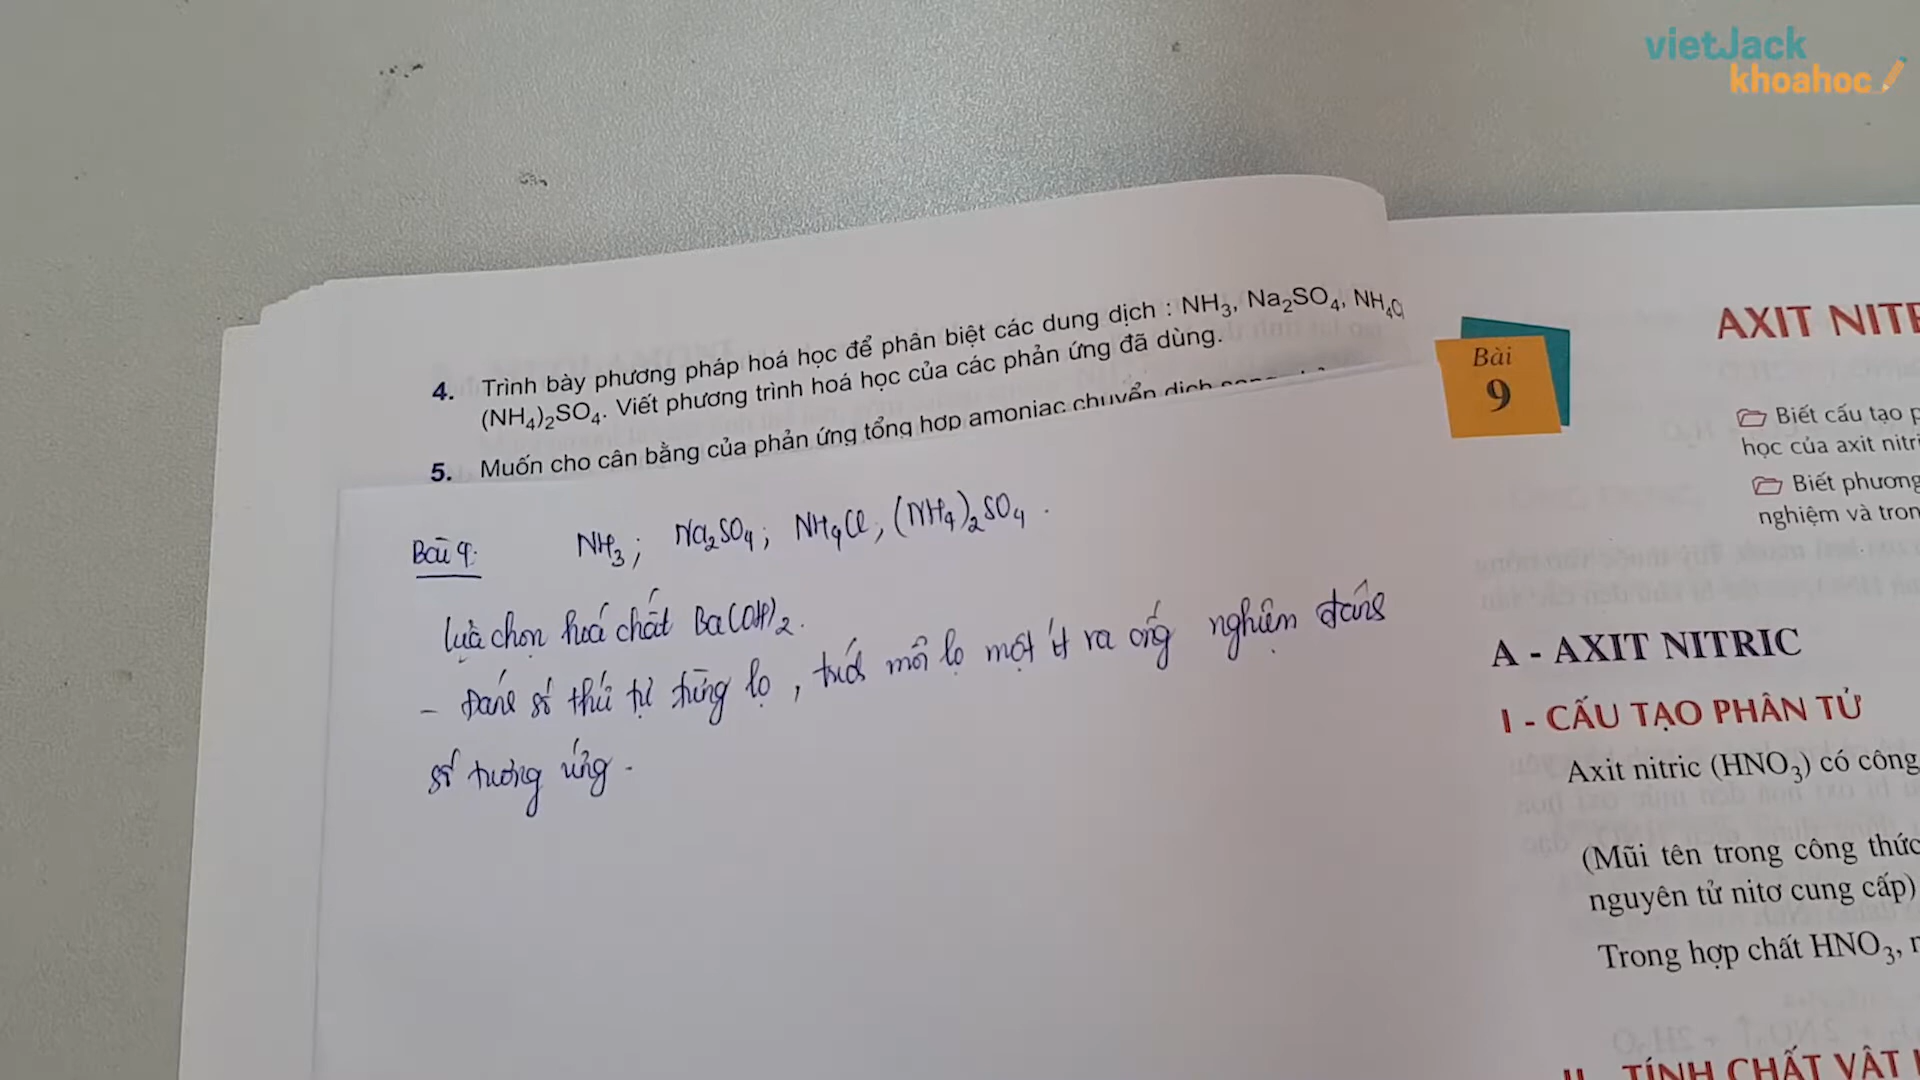 vietJack
khoahoc
4. Trình bày phương pháp hoá học để phân biệt các dung dịch : NH₃, Na₂SO₄, NH₄C
(NH₄)₂SO₄. Viết phương trình hoá học của các phản ứng đã dùng.
5. Muốn cho cân bằng của phản ứng tổng hợp amoniac chuyển dịch
Bài 4: NH₃; Na₂SO₄; NH₄Cl; (NH₄)₂SO₄.
lựa chọn hoá chất Ba(OH)₂.
- Đánh số thứ tự từng lọ, trích mỗi lọ một ít ra ống nghiệm đánh
số tương ứng.
Bài
9
AXIT NITR
Biết cấu tạo p
học của axit nitri
Biết phương
nghiệm và tron
A - AXIT NITRIC
I - CẤU TẠO PHÂN TỬ
Axit nitric (HNO₃) có công
(Mũi tên trong công thức
nguyên tử nitơ cung cấp)
Trong hợp chất HNO₃,
II - TÍNH CHẤT VẬT